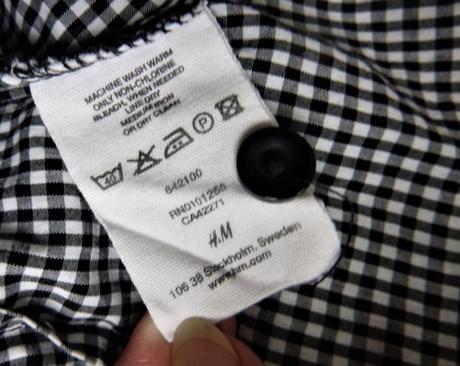 MACHINE WASH WARM
ONLY NON-CHLORINE
BLEACH, WHEN NEEDED
LINE DRY
MEDIUM IRON
OR DRY CLEAN
P
642100
RN0101255
CA42271
H&M
106 38 Stockholm, Sweden
www.hm.com